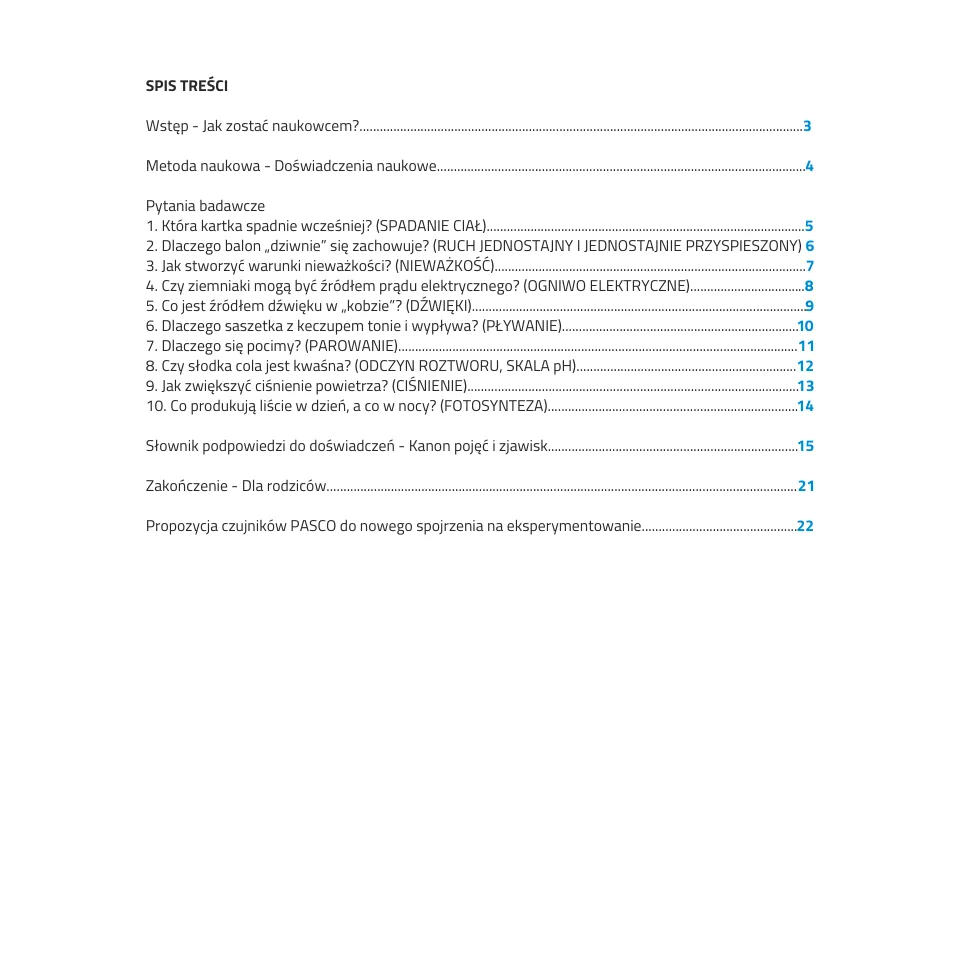 SPIS TREŚCI
Wstęp - Jak zostać naukowcem?....................3
Metoda naukowa - Doświadczenia naukowe....................4
Pytania badawcze
1. Która kartka spadnie wcześniej? (SPADANIE CIAŁ)....................5
2. Dlaczego balon „dziwnie” się zachowuje? (RUCH JEDNOSTAJNY I JEDNOSTAJNIE PRZYSPIESZONY) 6
3. Jak stworzyć warunki nieważkości? (NIEWAŻKOŚĆ)....................7
4. Czy ziemniaki mogą być źródłem prądu elektrycznego? (OGNIWO ELEKTRYCZNE)....................8
5. Co jest źródłem dźwięku w „kobzie”? (DŹWIĘKI)....................9
6. Dlaczego saszetka z keczupem tonie i wypływa? (PŁYWANIE)....................10
7. Dlaczego się pocimy? (PAROWANIE)....................11
8. Czy słodka cola jest kwaśna? (ODCZYN ROZTWORU, SKALA pH)....................12
9. Jak zwiększyć ciśnienie powietrza? (CIŚNIENIE)....................13
10. Co produkują liście w dzień, a co w nocy? (FOTOSYNTEZA)....................14
Słownik podpowiedzi do doświadczeń - Kanon pojęć i zjawisk....................15
Zakończenie - Dla rodziców....................21
Propozycja czujników PASCO do nowego spojrzenia na eksperymentowanie....................22